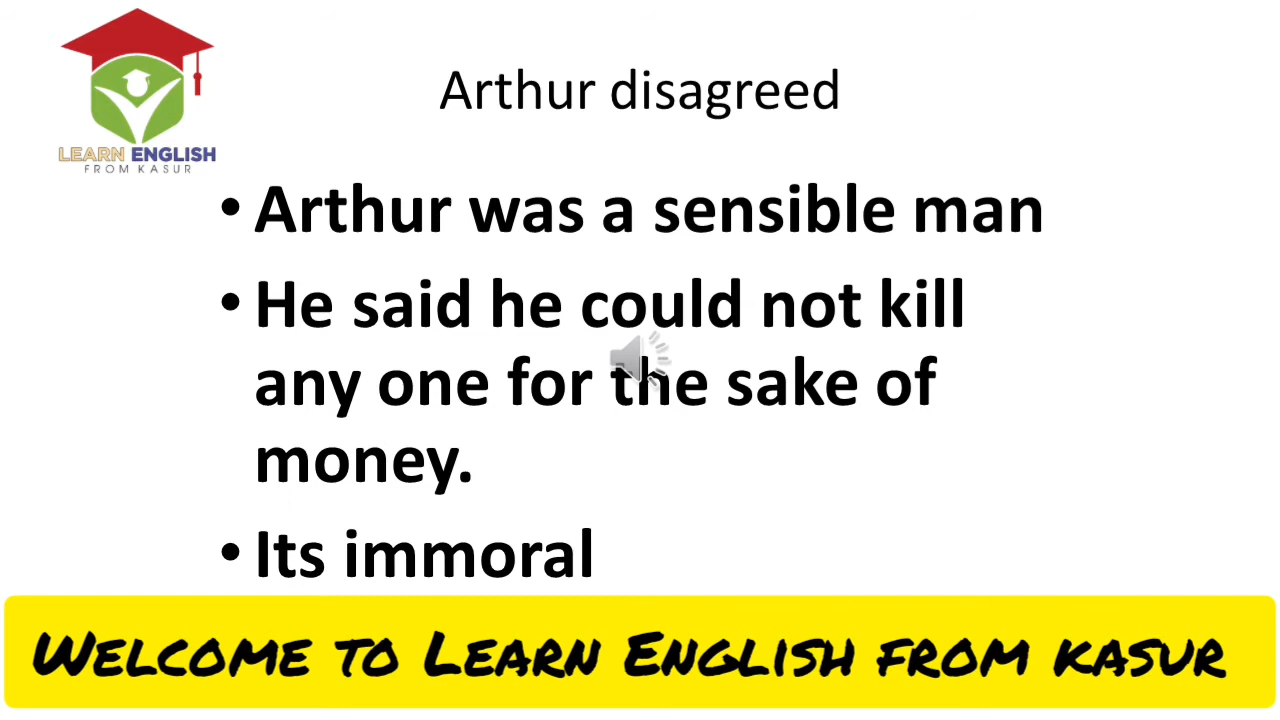 LEARN ENGLISH
FROM KASUR
Arthur disagreed
• Arthur was a sensible man
• He said he could not kill
any one for the sake of
money.
• Its immoral
WELCOME TO LEARN ENGLISH FROM KASUR